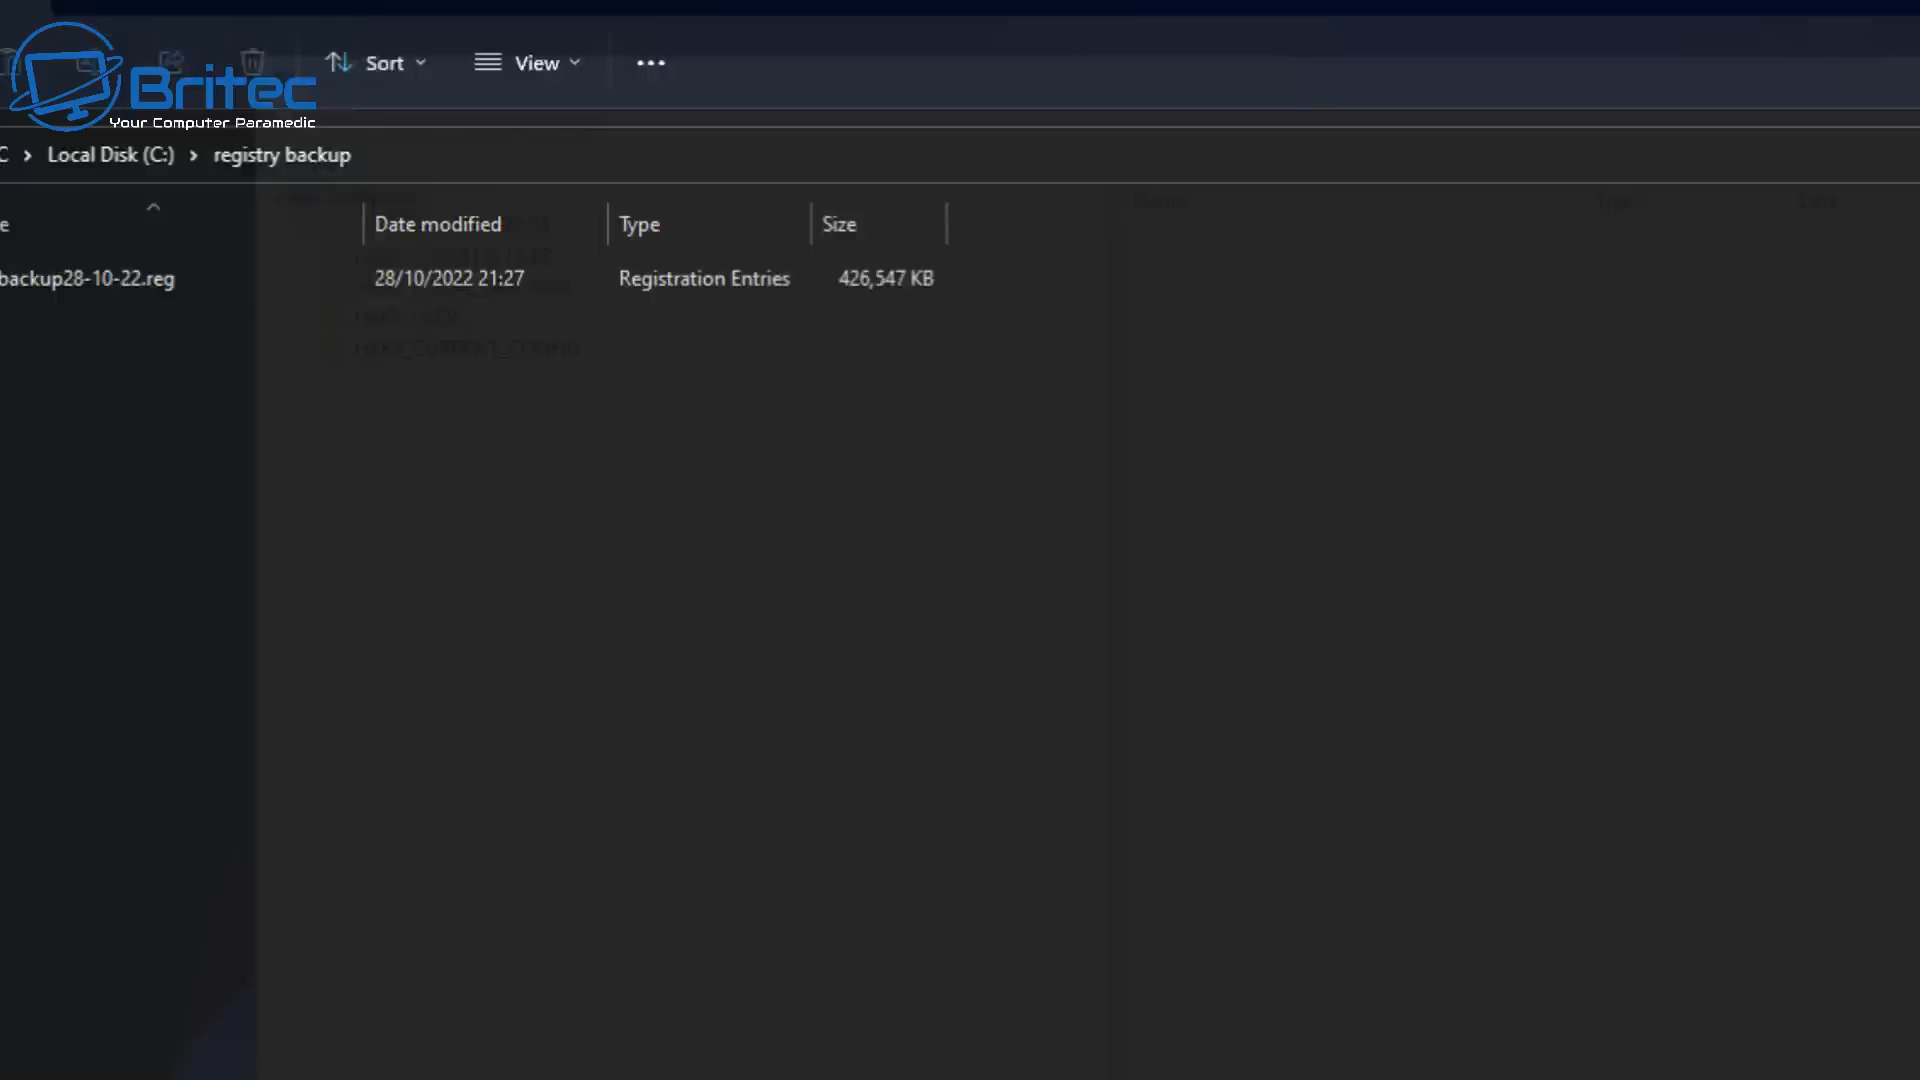 Sort View
Britec
Your Computer Paramedic
C > Local Disk (C:) > registry backup
e Date modified Type Size
backup28-10-22.reg 28/10/2022 21:27 Registration Entries 426,547 KB